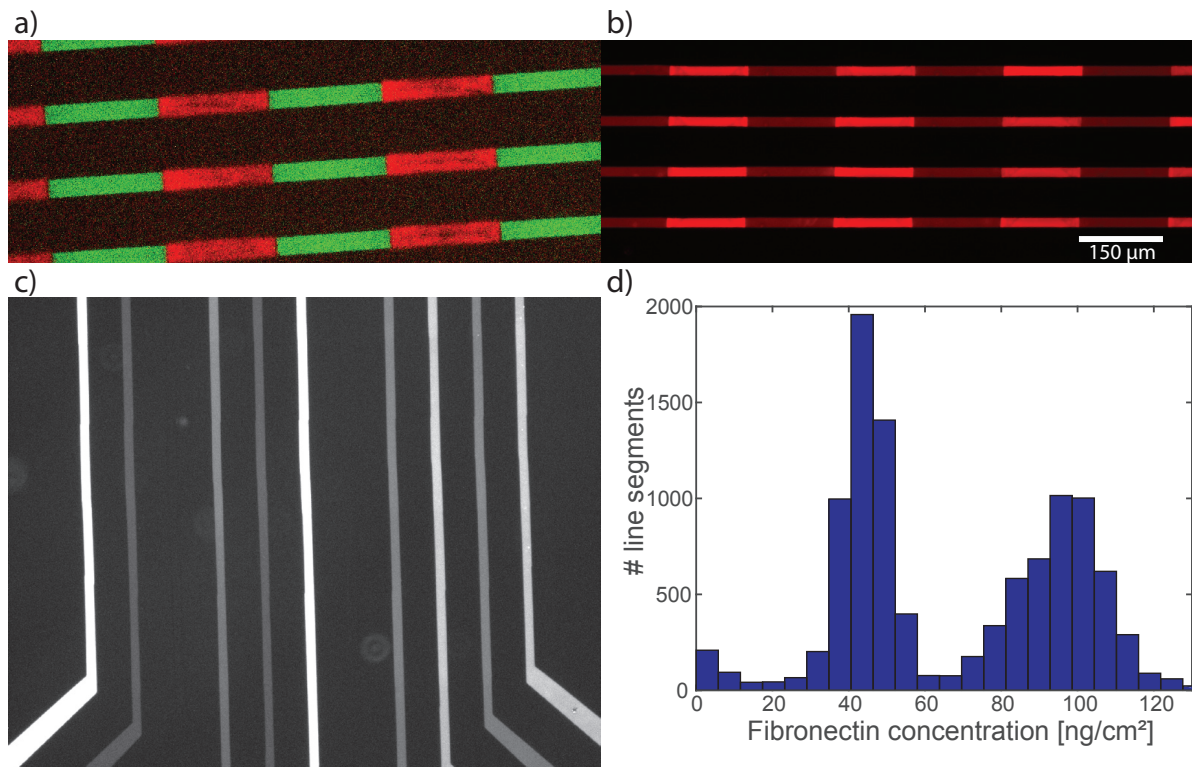 a)
b)
150 µm
c)
d)
2000
1500
1000
500
0
# line segments
0 20 40 60 80 100 120
Fibronectin concentration [ng/cm²]